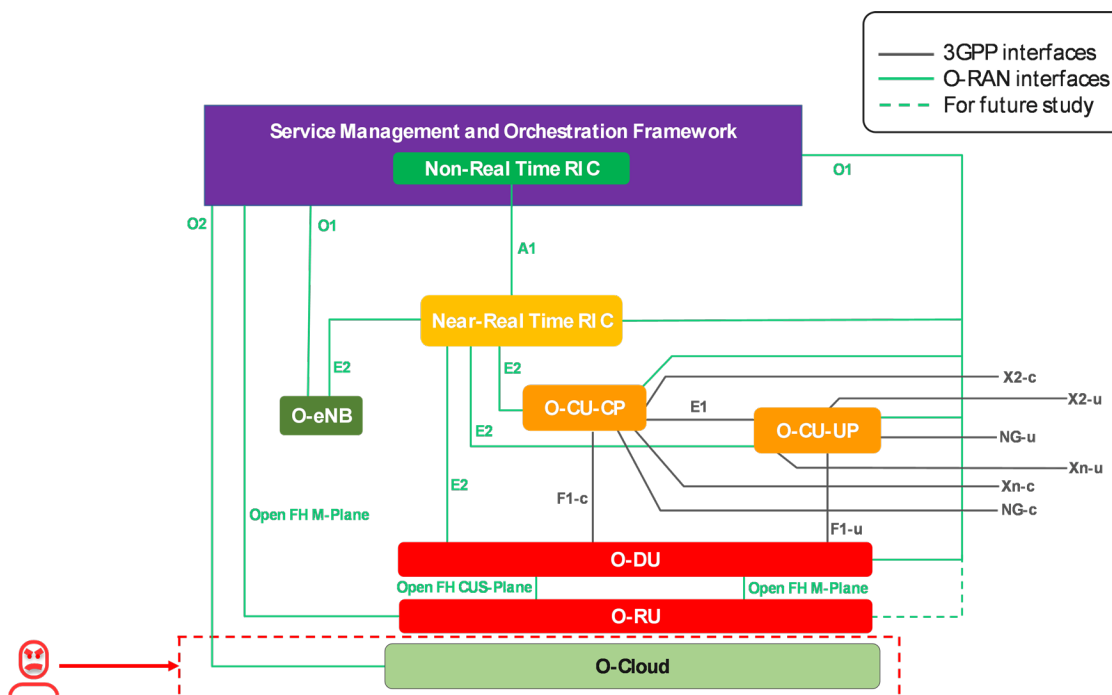 3GPP interfaces
O-RAN interfaces
For future study
Service Management and Orchestration Framework
Non-Real Time RIC
O1
O2
O1
A1
Near-Real Time RIC
E2
E2
X2-c
O-CU-CP
E1
X2-u
O-eNB
O-CU-UP
E2
NG-u
Xn-u
E2
Xn-c
F1-c
NG-c
Open FH M-Plane
F1-u
O-DU
Open FH CUS-Plane
Open FH M-Plane
O-RU
O-Cloud